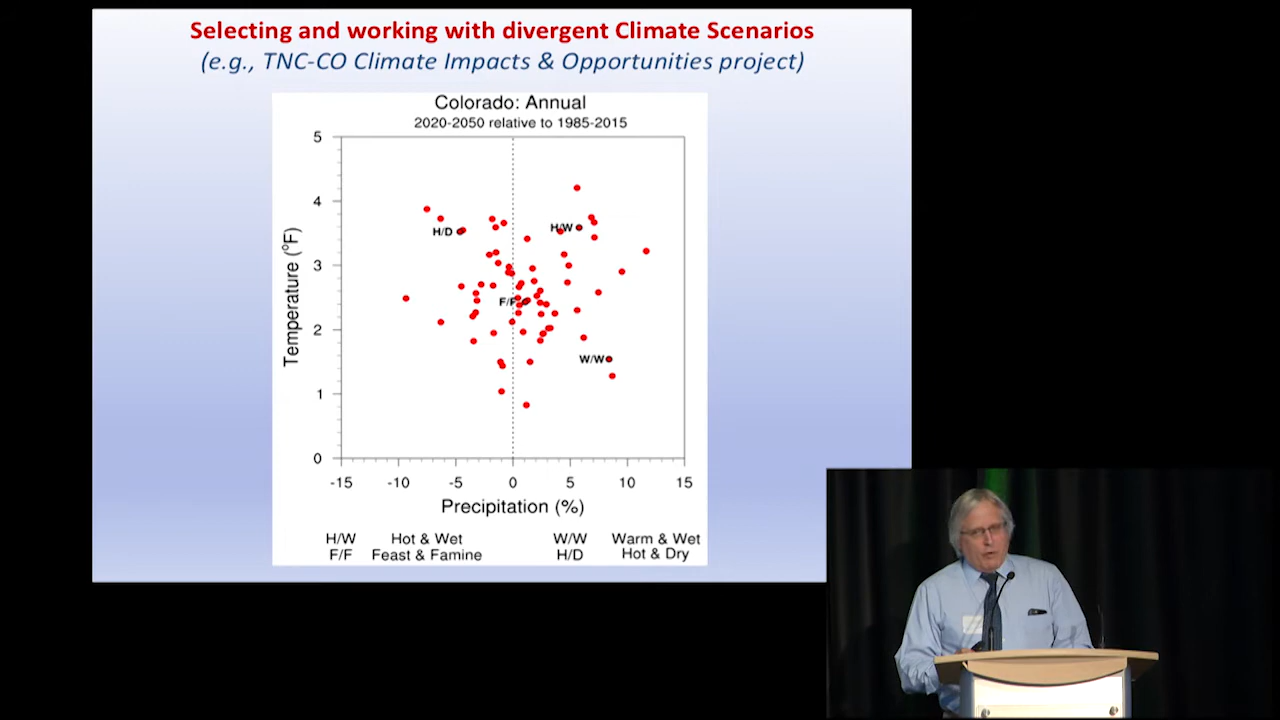 Selecting and working with divergent Climate Scenarios
(e.g., TNC-CO Climate Impacts & Opportunities project)
Colorado: Annual
2020-2050 relative to 1985-2015
5
4
3
2
1
0
Temperature (°F)
H/D
H/W
F/F
W/W
-15 -10 -5 0 5 10 15
Precipitation (%)
H/W Hot & Wet W/W Warm & Wet
F/F Feast & Famine H/D Hot & Dry